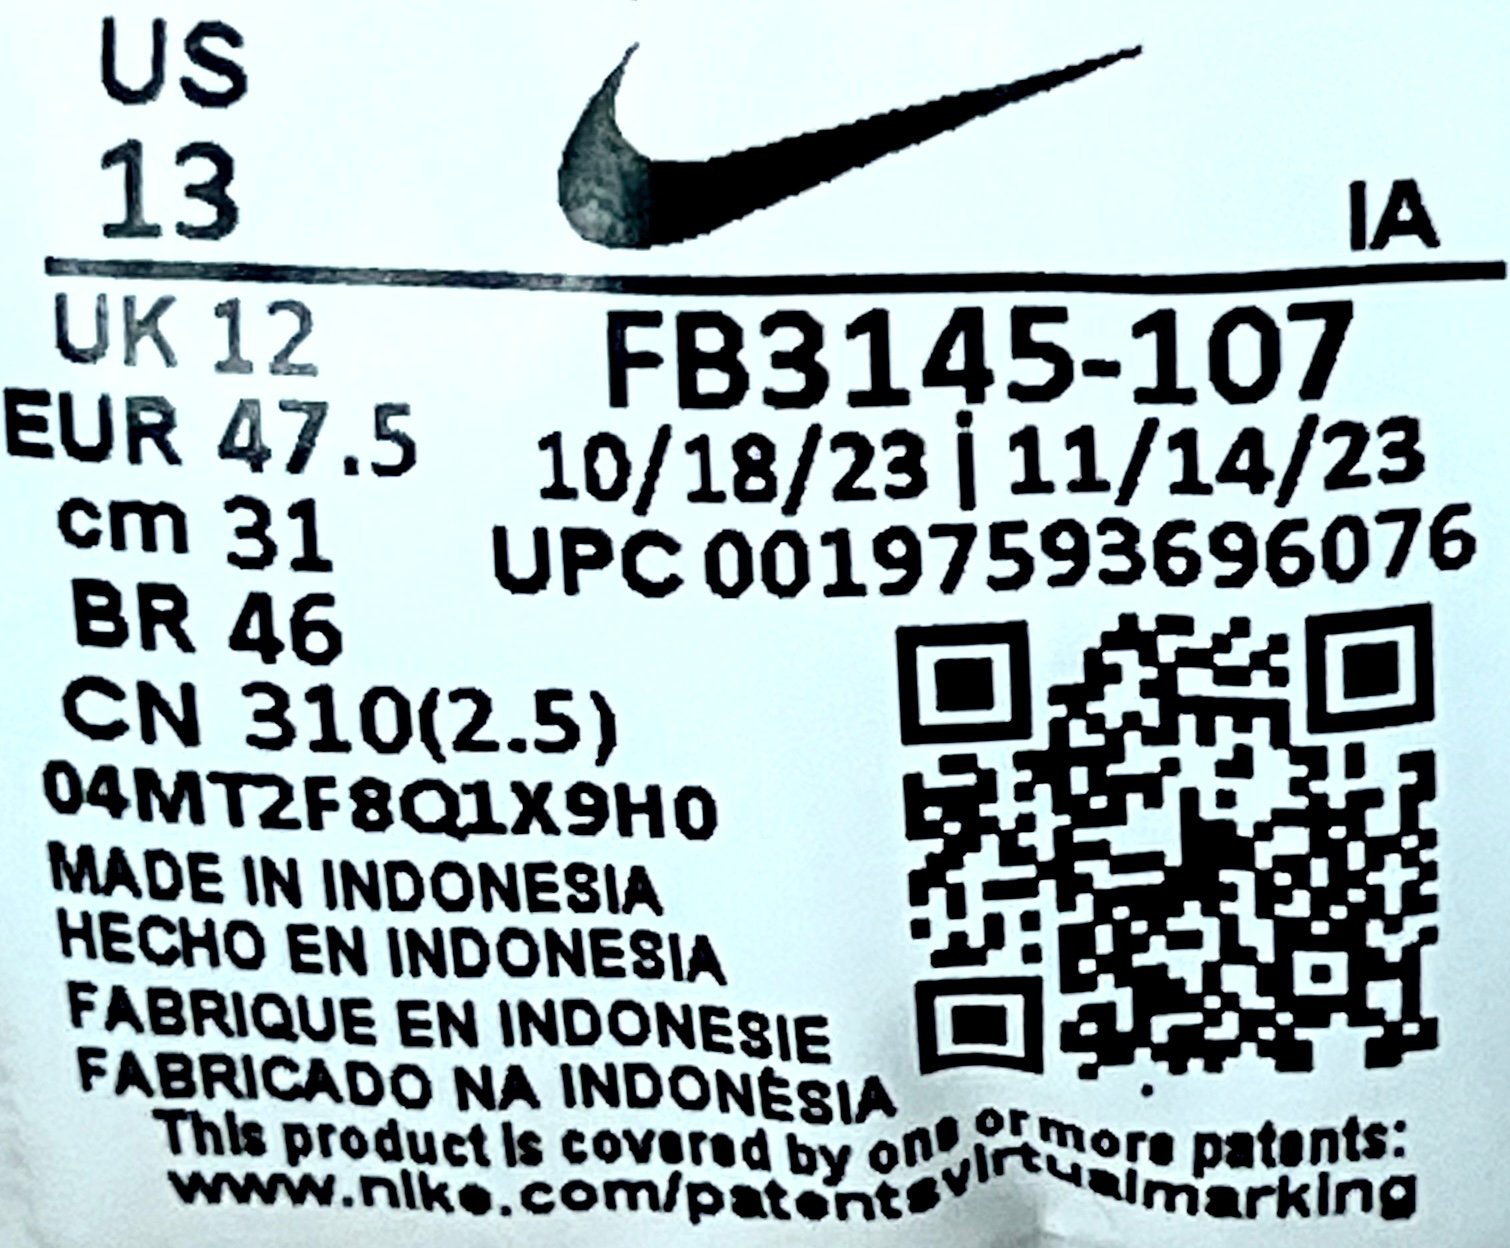 US
13
IA
UK 12
EUR 47.5
cm 31
BR 46
CN 310(2.5)
FB3145-107
10/18/23 | 11/14/23
UPC 00197593696076
04MT2F8Q1X9H0
MADE IN INDONESIA
HECHO EN INDONESIA
FABRIQUE EN INDONESIE
FABRICADO NA INDONÉSIA
This product is covered by one or more patents:
www.nike.com/patentsvirtualmarking